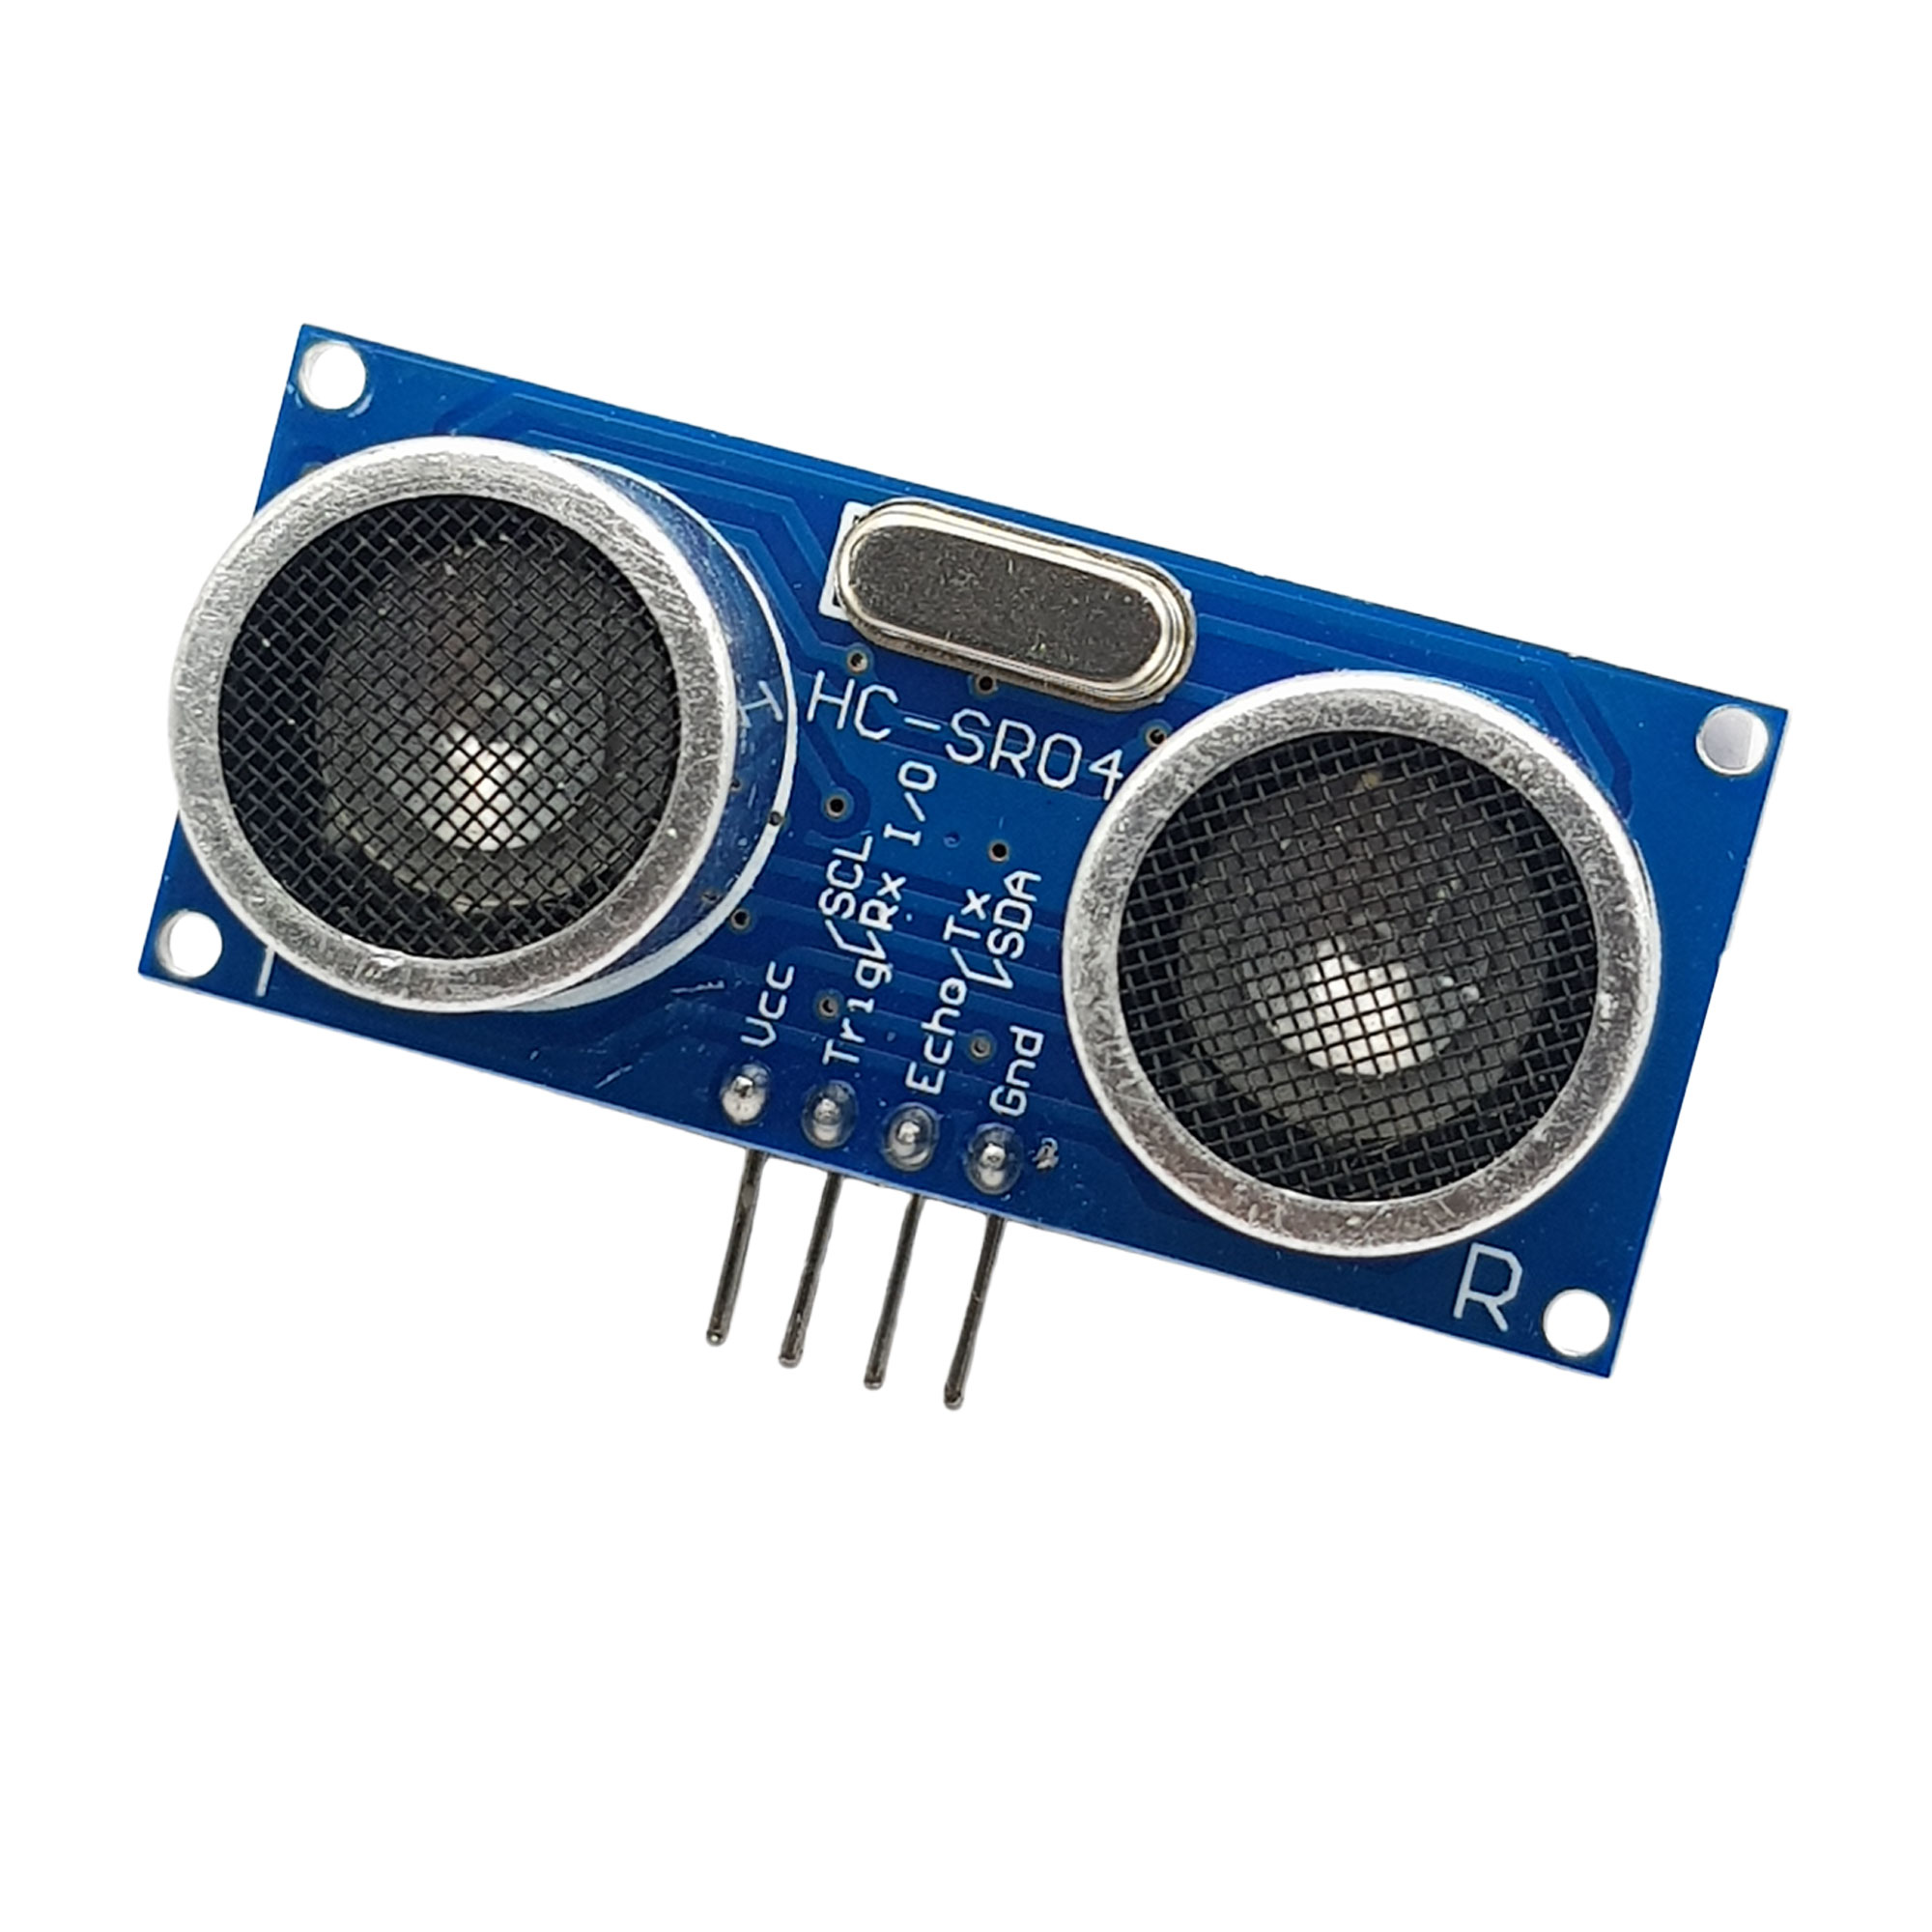 HC-SR04
Vcc
Trig/SCL
/Rx I/O
Echo/Tx
/SDA
Gnd
R